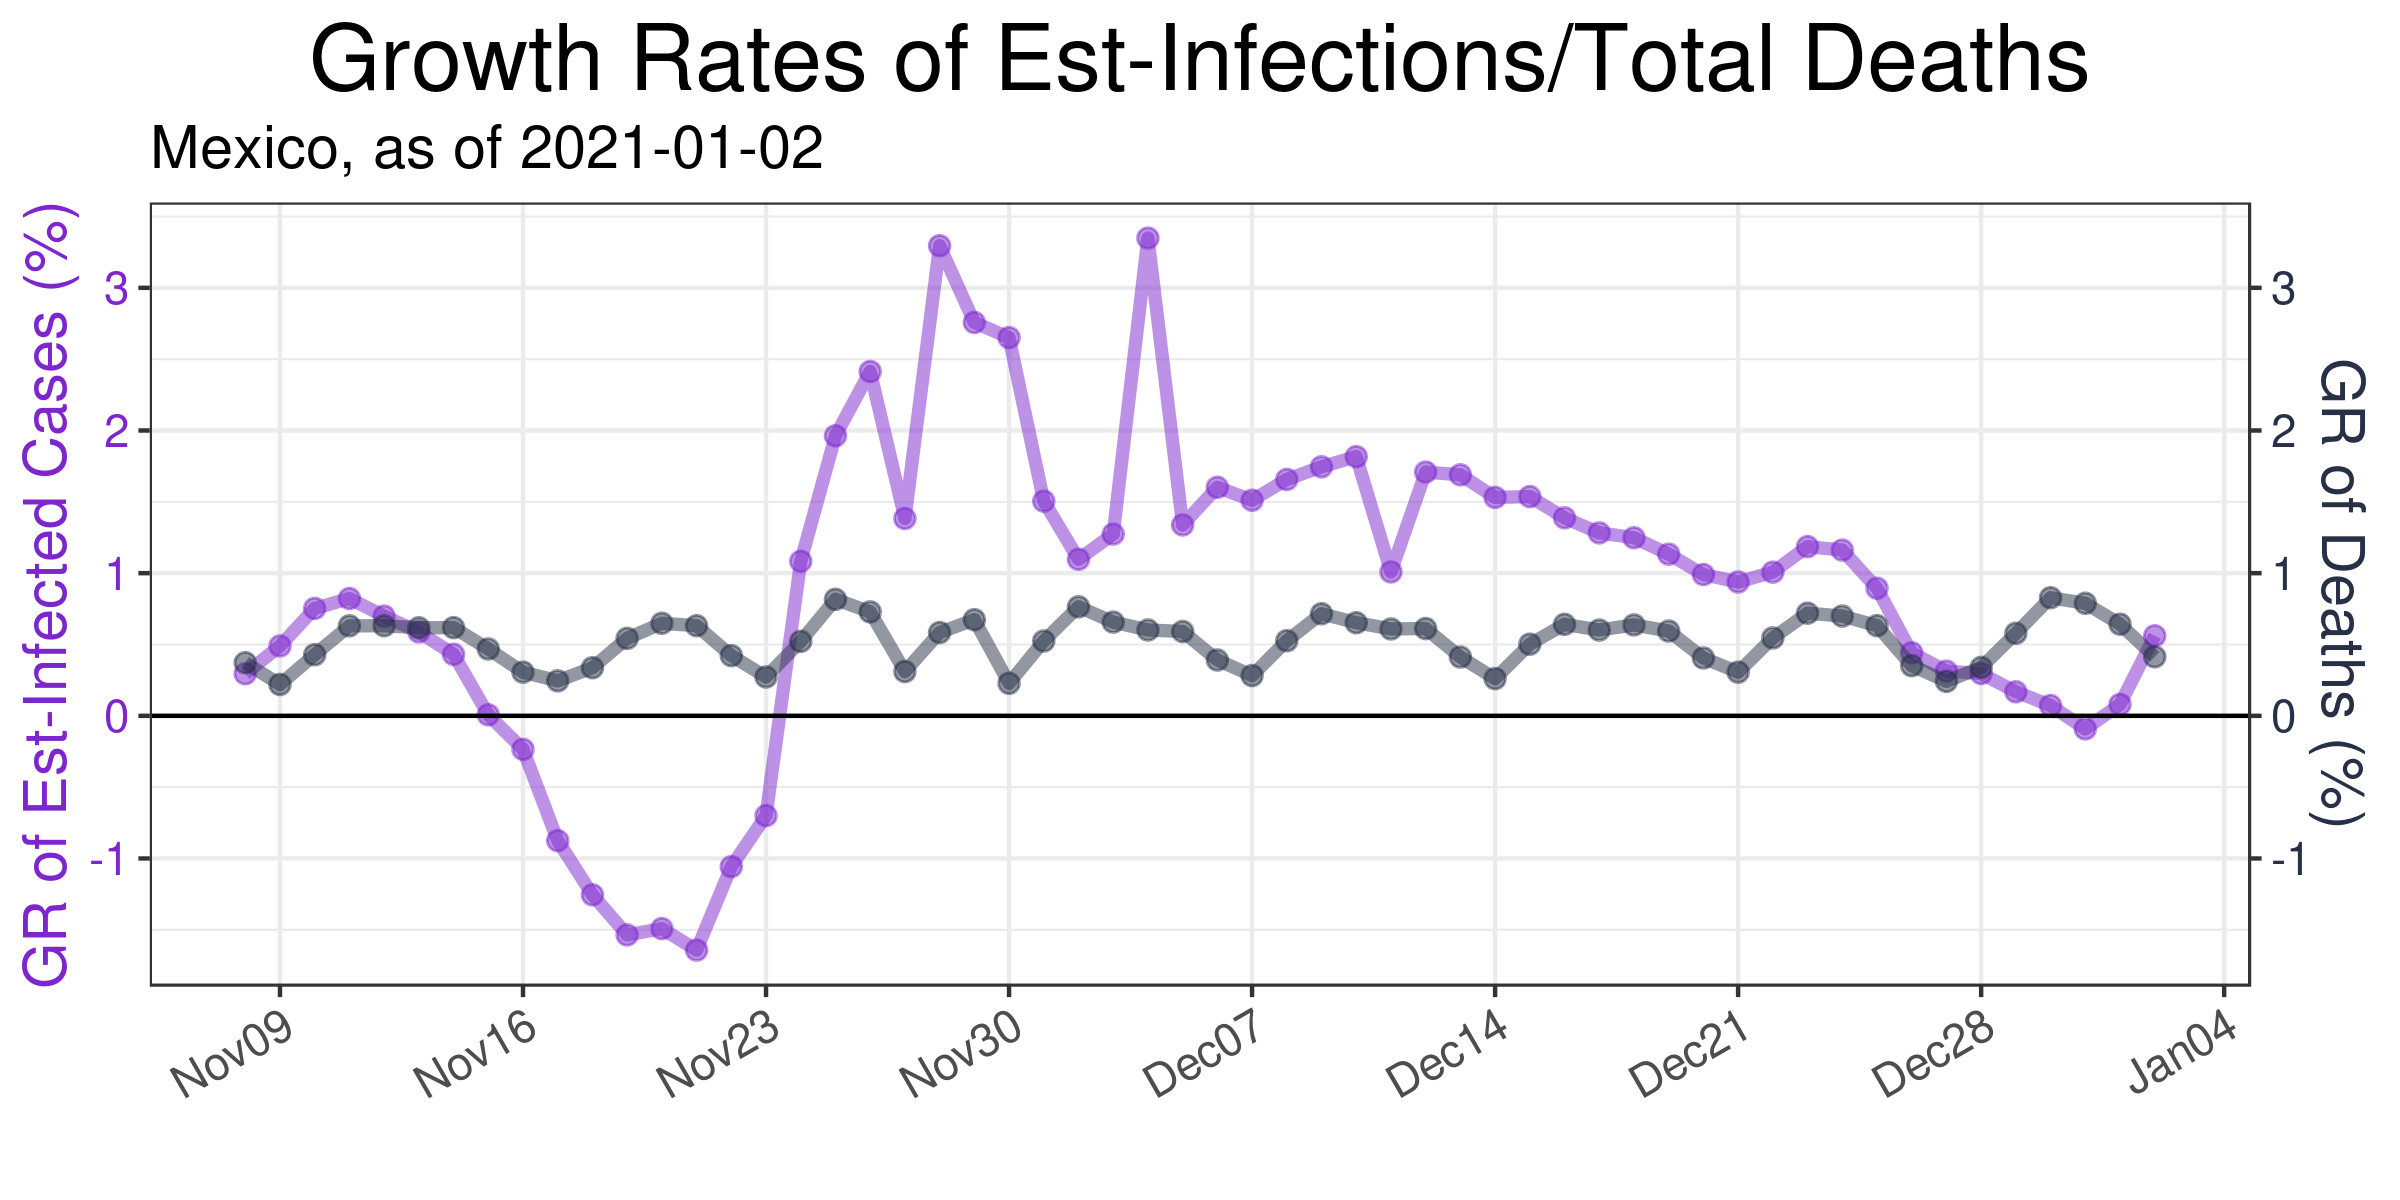 Growth Rates of Est-Infections/Total Deaths
Mexico, as of 2021-01-02
GR of Est-Infected Cases (%)
3
2
1
0
-1
3
2
1
0
-1
GR of Deaths (%)
Nov09
Nov16
Nov23
Nov30
Dec07
Dec14
Dec21
Dec28
Jan04